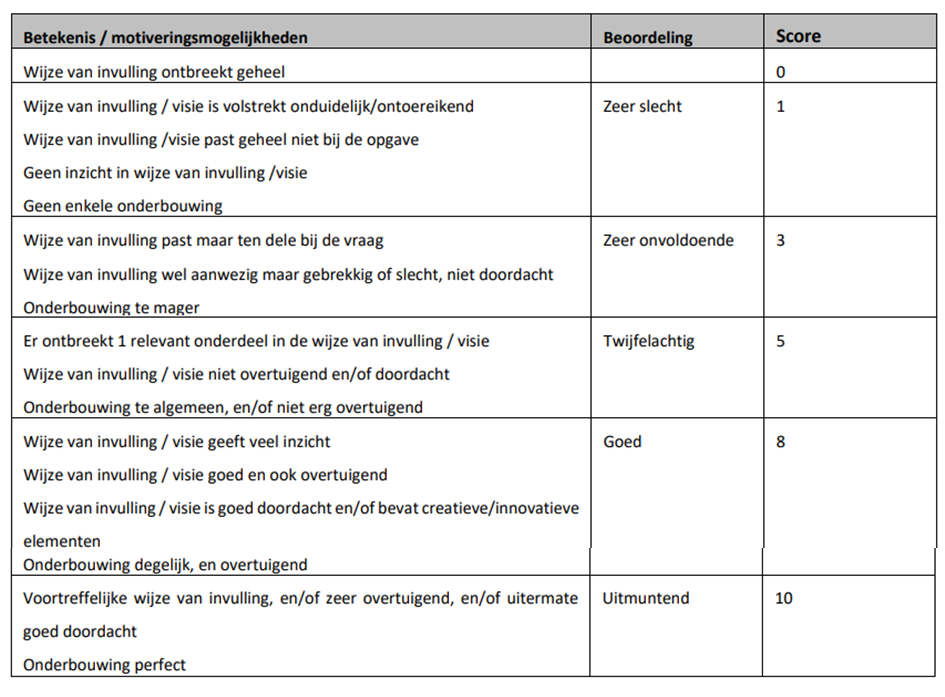 Betekenis / motiveringsmogelijkheden Beoordeling Score
Wijze van invulling ontbreekt geheel 0
Wijze van invulling / visie is volstrekt onduidelijk/ontoereikend Zeer slecht 1
Wijze van invulling /visie past geheel niet bij de opgave
Geen inzicht in wijze van invulling /visie
Geen enkele onderbouwing
Wijze van invulling past maar ten dele bij de vraag Zeer onvoldoende 3
Wijze van invulling wel aanwezig maar gebrekkig of slecht, niet doordacht
Onderbouwing te mager
Er ontbreekt 1 relevant onderdeel in de wijze van invulling / visie Twijfelachtig 5
Wijze van invulling / visie niet overtuigend en/of doordacht
Onderbouwing te algemeen, en/of niet erg overtuigend
Wijze van invulling / visie geeft veel inzicht Goed 8
Wijze van invulling / visie goed en ook overtuigend
Wijze van invulling / visie is goed doordacht en/of bevat creatieve/innovatieve
elementen
Onderbouwing degelijk, en overtuigend
Voortreffelijke wijze van invulling, en/of zeer overtuigend, en/of uitermate Uitmuntend 10
goed doordacht
Onderbouwing perfect